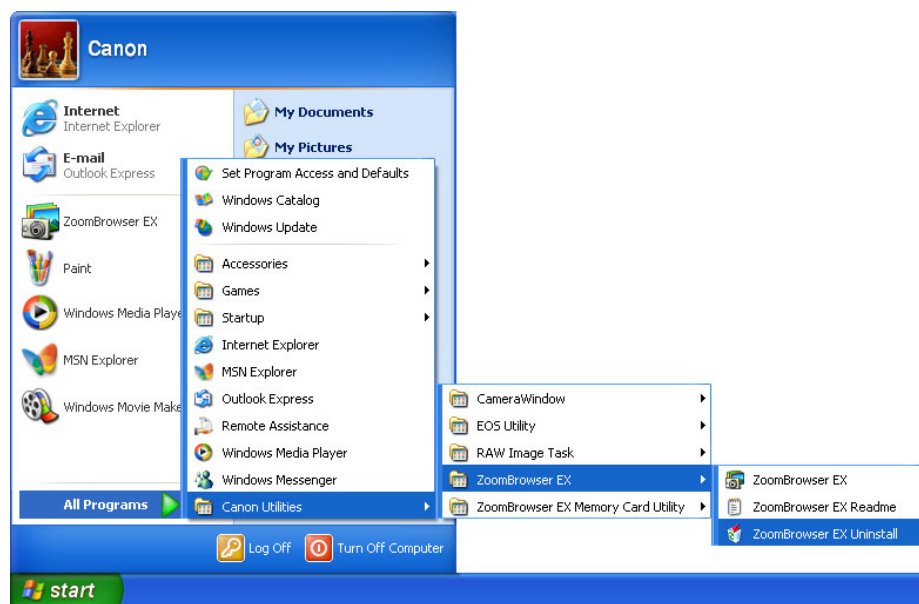 Canon
Internet
Internet Explorer
E-mail
Outlook Express
ZoomBrowser EX
Paint
Windows Media Playe
MSN Explorer
Windows Movie Make
All Programs
My Documents
My Pictures
Set Program Access and Defaults
Windows Catalog
Windows Update
Accessories
Games
Startup
Internet Explorer
MSN Explorer
Outlook Express
Remote Assistance
Windows Media Player
Windows Messenger
Canon Utilities
CameraWindow
EOS Utility
RAW Image Task
ZoomBrowser EX
ZoomBrowser EX Memory Card Utility
ZoomBrowser EX
ZoomBrowser EX Readme
ZoomBrowser EX Uninstall
Log Off
Turn Off Computer
start